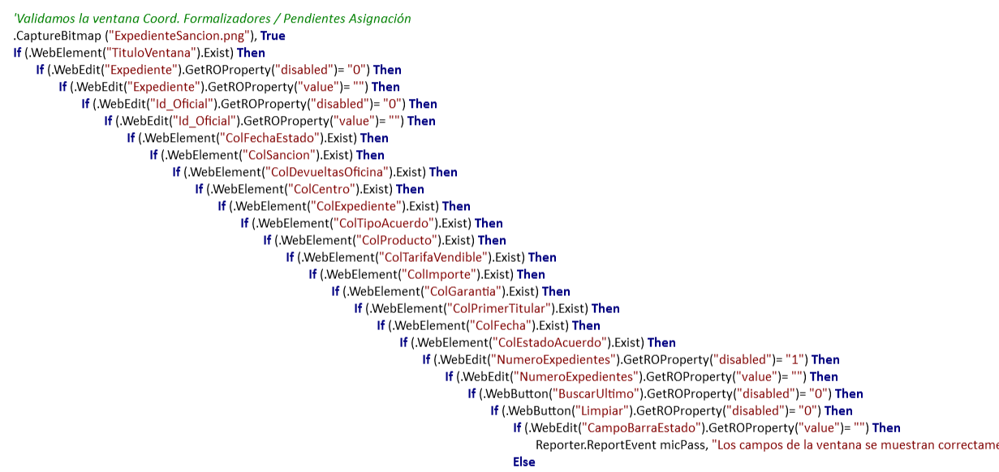 'Validamos la ventana Coord. Formalizadores / Pendientes Asignación
.CaptureBitmap ("ExpedienteSancion.png"), True
If (.WebElement("TituloVentana").Exist) Then
If (.WebEdit("Expediente").GetROProperty("disabled")= "0") Then
If (.WebEdit("Expediente").GetROProperty("value")= "") Then
If (.WebEdit("Id_Oficial").GetROProperty("disabled")= "0") Then
If (.WebEdit("Id_Oficial").GetROProperty("value")= "") Then
If (.WebElement("ColFechaEstado").Exist) Then
If (.WebElement("ColSancion").Exist) Then
If (.WebElement("ColDevueltasOficina").Exist) Then
If (.WebElement("ColCentro").Exist) Then
If (.WebElement("ColExpediente").Exist) Then
If (.WebElement("ColTipoAcuerdo").Exist) Then
If (.WebElement("ColProducto").Exist) Then
If (.WebElement("ColTarifaVendible").Exist) Then
If (.WebElement("ColImporte").Exist) Then
If (.WebElement("ColGarantia").Exist) Then
If (.WebElement("ColPrimerTitular").Exist) Then
If (.WebElement("ColFecha").Exist) Then
If (.WebElement("ColEstadoAcuerdo").Exist) Then
If (.WebEdit("NumeroExpedientes").GetROProperty("disabled")= "1") Then
If (.WebEdit("NumeroExpedientes").GetROProperty("value")= "") Then
If (.WebButton("BuscarUltimo").GetROProperty("disabled")= "0") Then
If (.WebButton("Limpiar").GetROProperty("disabled")= "0") Then
If (.WebEdit("CampoBarraEstado").GetROProperty("value")= "") Then
Reporter.ReportEvent micPass, "Los campos de la ventana se muestran correctame
Else